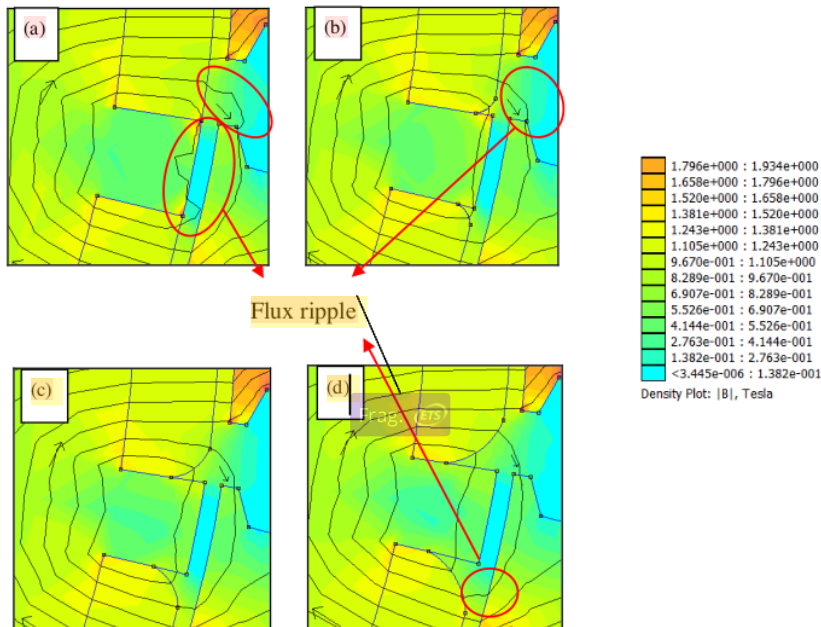 (a)
(b)
1.796e+000 : 1.934e+000
1.658e+000 : 1.796e+000
1.520e+000 : 1.658e+000
1.381e+000 : 1.520e+000
1.243e+000 : 1.381e+000
1.105e+000 : 1.243e+000
9.670e-001 : 1.105e+000
8.289e-001 : 9.670e-001
6.907e-001 : 8.289e-001
5.526e-001 : 6.907e-001
4.144e-001 : 5.526e-001
2.763e-001 : 4.144e-001
1.382e-001 : 2.763e-001
<3.445e-006 : 1.382e-001
Density Plot: |B|, Tesla
Flux ripple
(c)
(d)
Frag. ETS